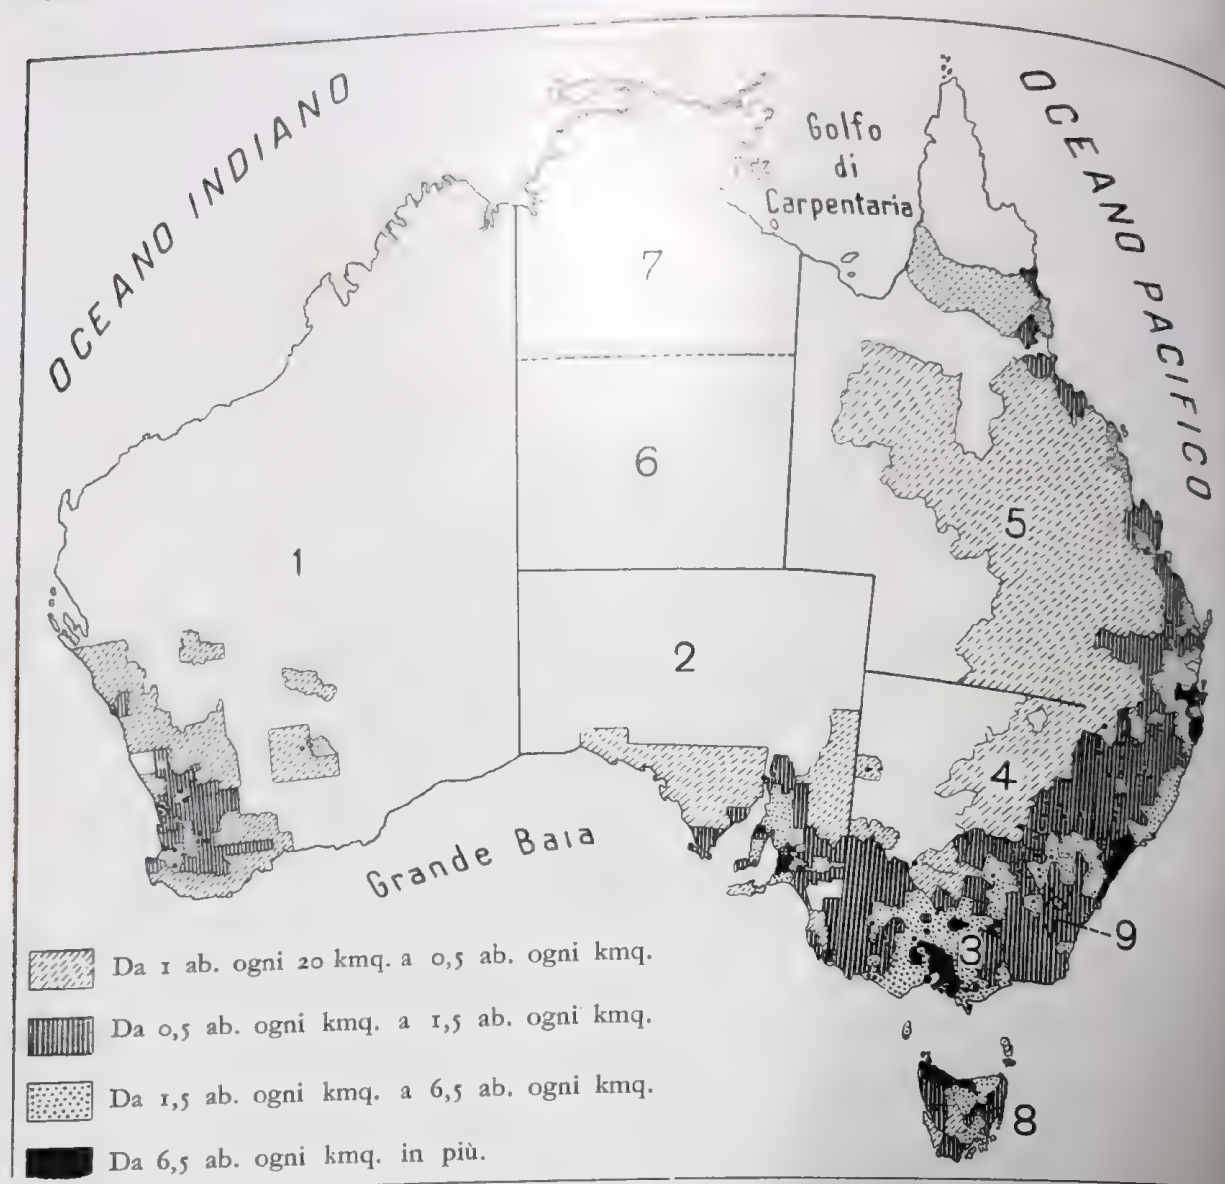 OCEANO INDIANO
Golfo
di
Carpentaria
OCEANO PACIFICO
7
6
5
1
2
4
Grande Baia
3
9
8
Da 1 ab. ogni 20 kmq. a 0,5 ab. ogni kmq.
Da 0,5 ab. ogni kmq. a 1,5 ab. ogni kmq.
Da 1,5 ab. ogni kmq. a 6,5 ab. ogni kmq.
Da 6,5 ab. ogni kmq. in più.